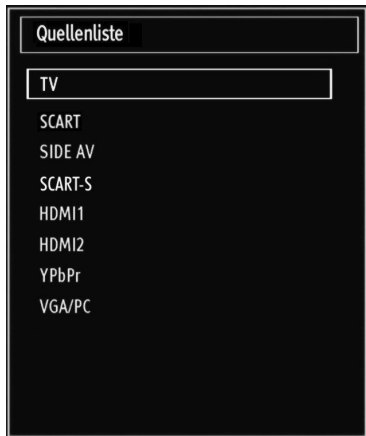 Quellenliste
TV
SCART
SIDE AV
SCART-S
HDMI1
HDMI2
YPbPr
VGA/PC